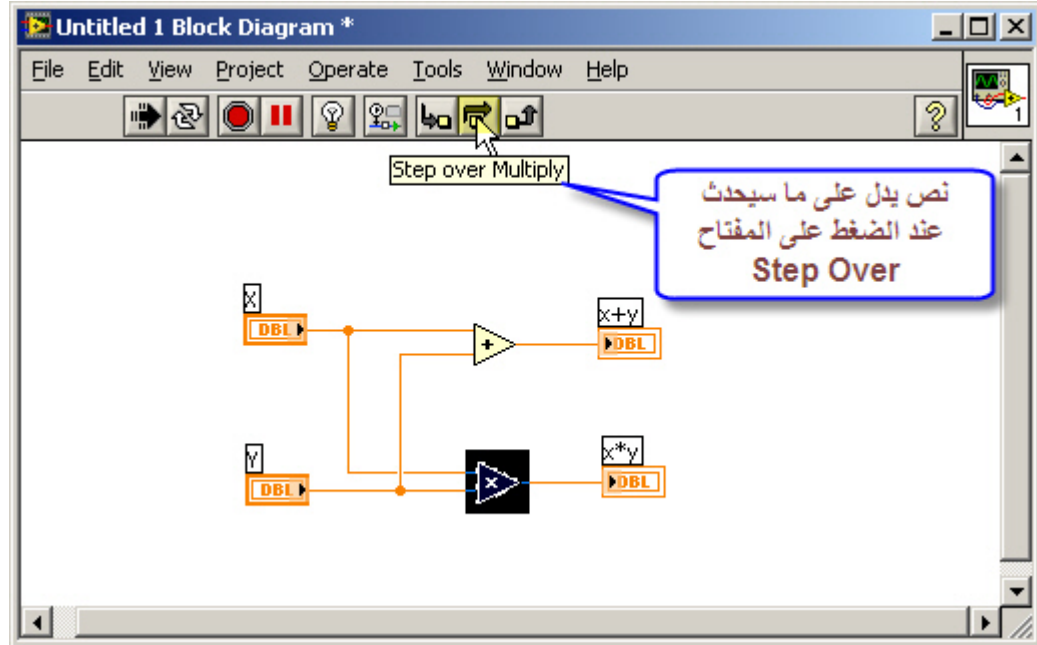 Untitled 1 Block Diagram *
File Edit View Project Operate Tools Window Help
?
1
Step over Multiply
نص يدل على ما سيحدث
عند الضغط على المفتاح
Step Over
x
DBL
+
x+y
DBL
Y
DBL
x
x*y
DBL